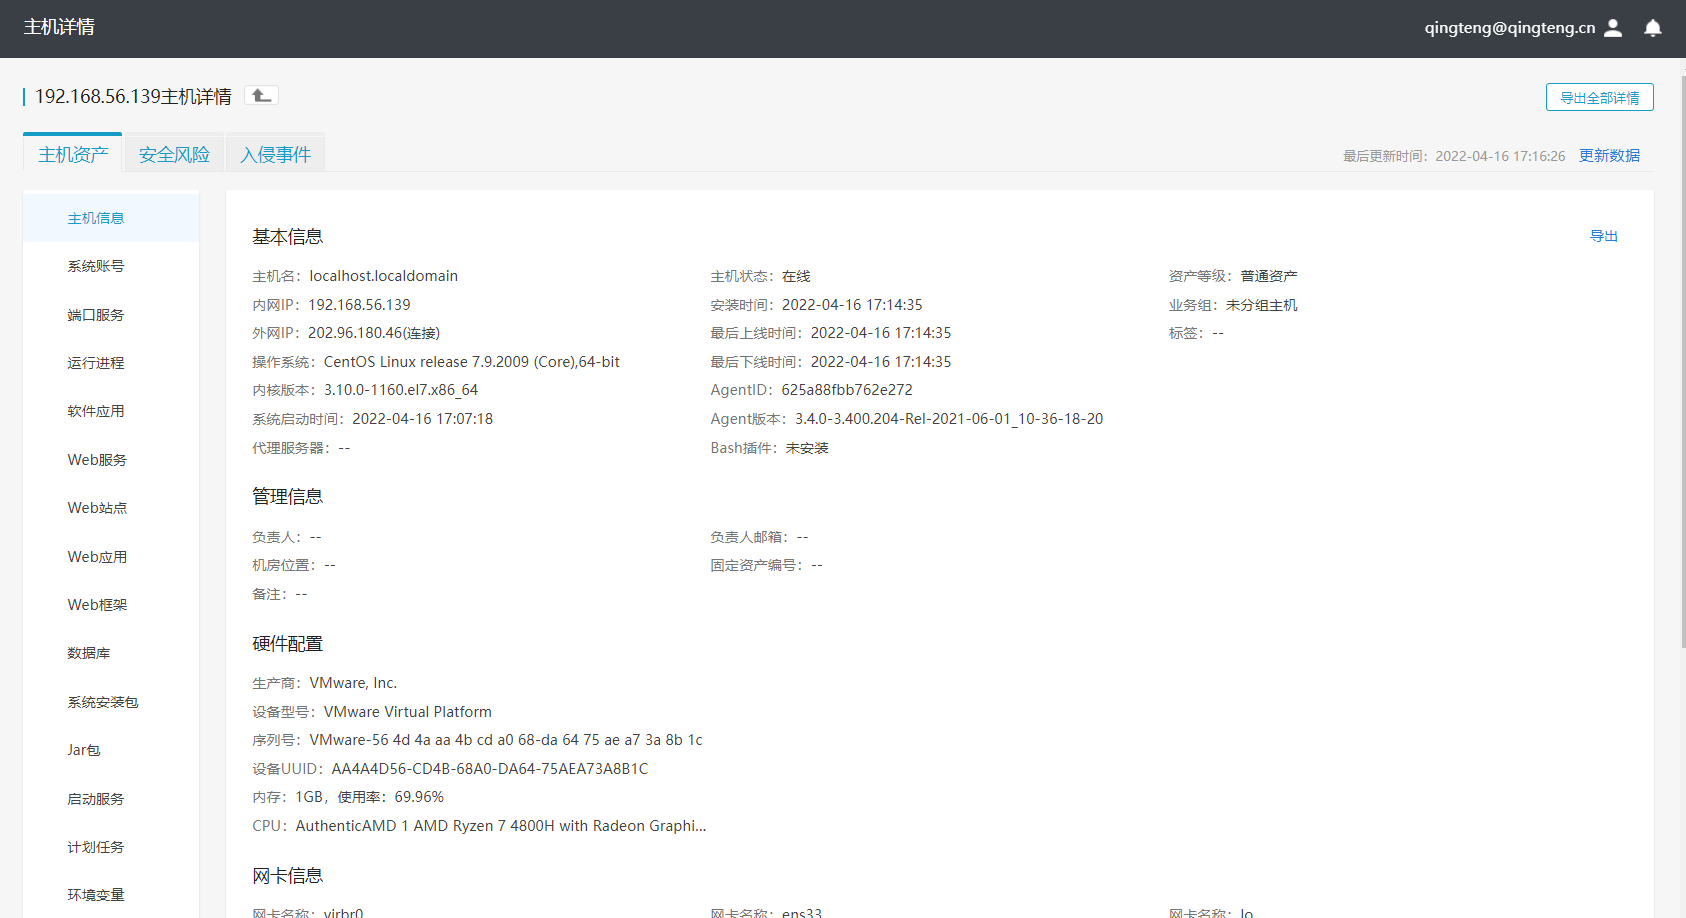 主机详情
qingteng@qingteng.cn
192.168.56.139主机详情
导出全部详情
主机资产 安全风险 入侵事件
最后更新时间：2022-04-16 17:16:26 更新数据
主机信息
系统账号
端口服务
运行进程
软件应用
Web服务
Web站点
Web应用
Web框架
数据库
系统安装包
Jar包
启动服务
计划任务
环境变量
基本信息 导出
主机名：localhost.localdomain 主机状态：在线 资产等级：普通资产
内网IP：192.168.56.139 安装时间：2022-04-16 17:14:35 业务组：未分组主机
外网IP：202.96.180.46(连接) 最后上线时间：2022-04-16 17:14:35 标签：--
操作系统：CentOS Linux release 7.9.2009 (Core),64-bit 最后下线时间：2022-04-16 17:14:35
内核版本：3.10.0-1160.el7.x86_64 AgentID：625a88fbb762e272
系统启动时间：2022-04-16 17:07:18 Agent版本：3.4.0-3.400.204-Rel-2021-06-01_10-36-18-20
代理服务器：-- Bash插件：未安装
管理信息
负责人：-- 负责人邮箱：--
机房位置：-- 固定资产编号：--
备注：--
硬件配置
生产商：VMware, Inc.
设备型号：VMware Virtual Platform
序列号：VMware-56 4d 4a aa 4b cd a0 68-da 64 75 ae a7 3a 8b 1c
设备UUID：AA4A4D56-CD4B-68A0-DA64-75AEA73A8B1C
内存：1GB，使用率：69.96%
CPU：AuthenticAMD 1 AMD Ryzen 7 4800H with Radeon Graphi...
网卡信息
网卡名称：virbr0 网卡名称：ens33 网卡名称：lo